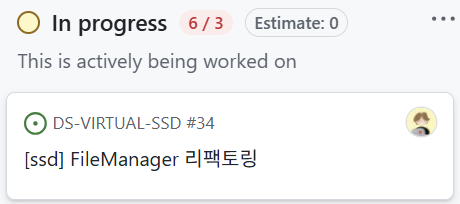 In progress 6 / 3 Estimate: 0
This is actively being worked on
DS-VIRTUAL-SSD #34
[ssd] FileManager 리팩토링